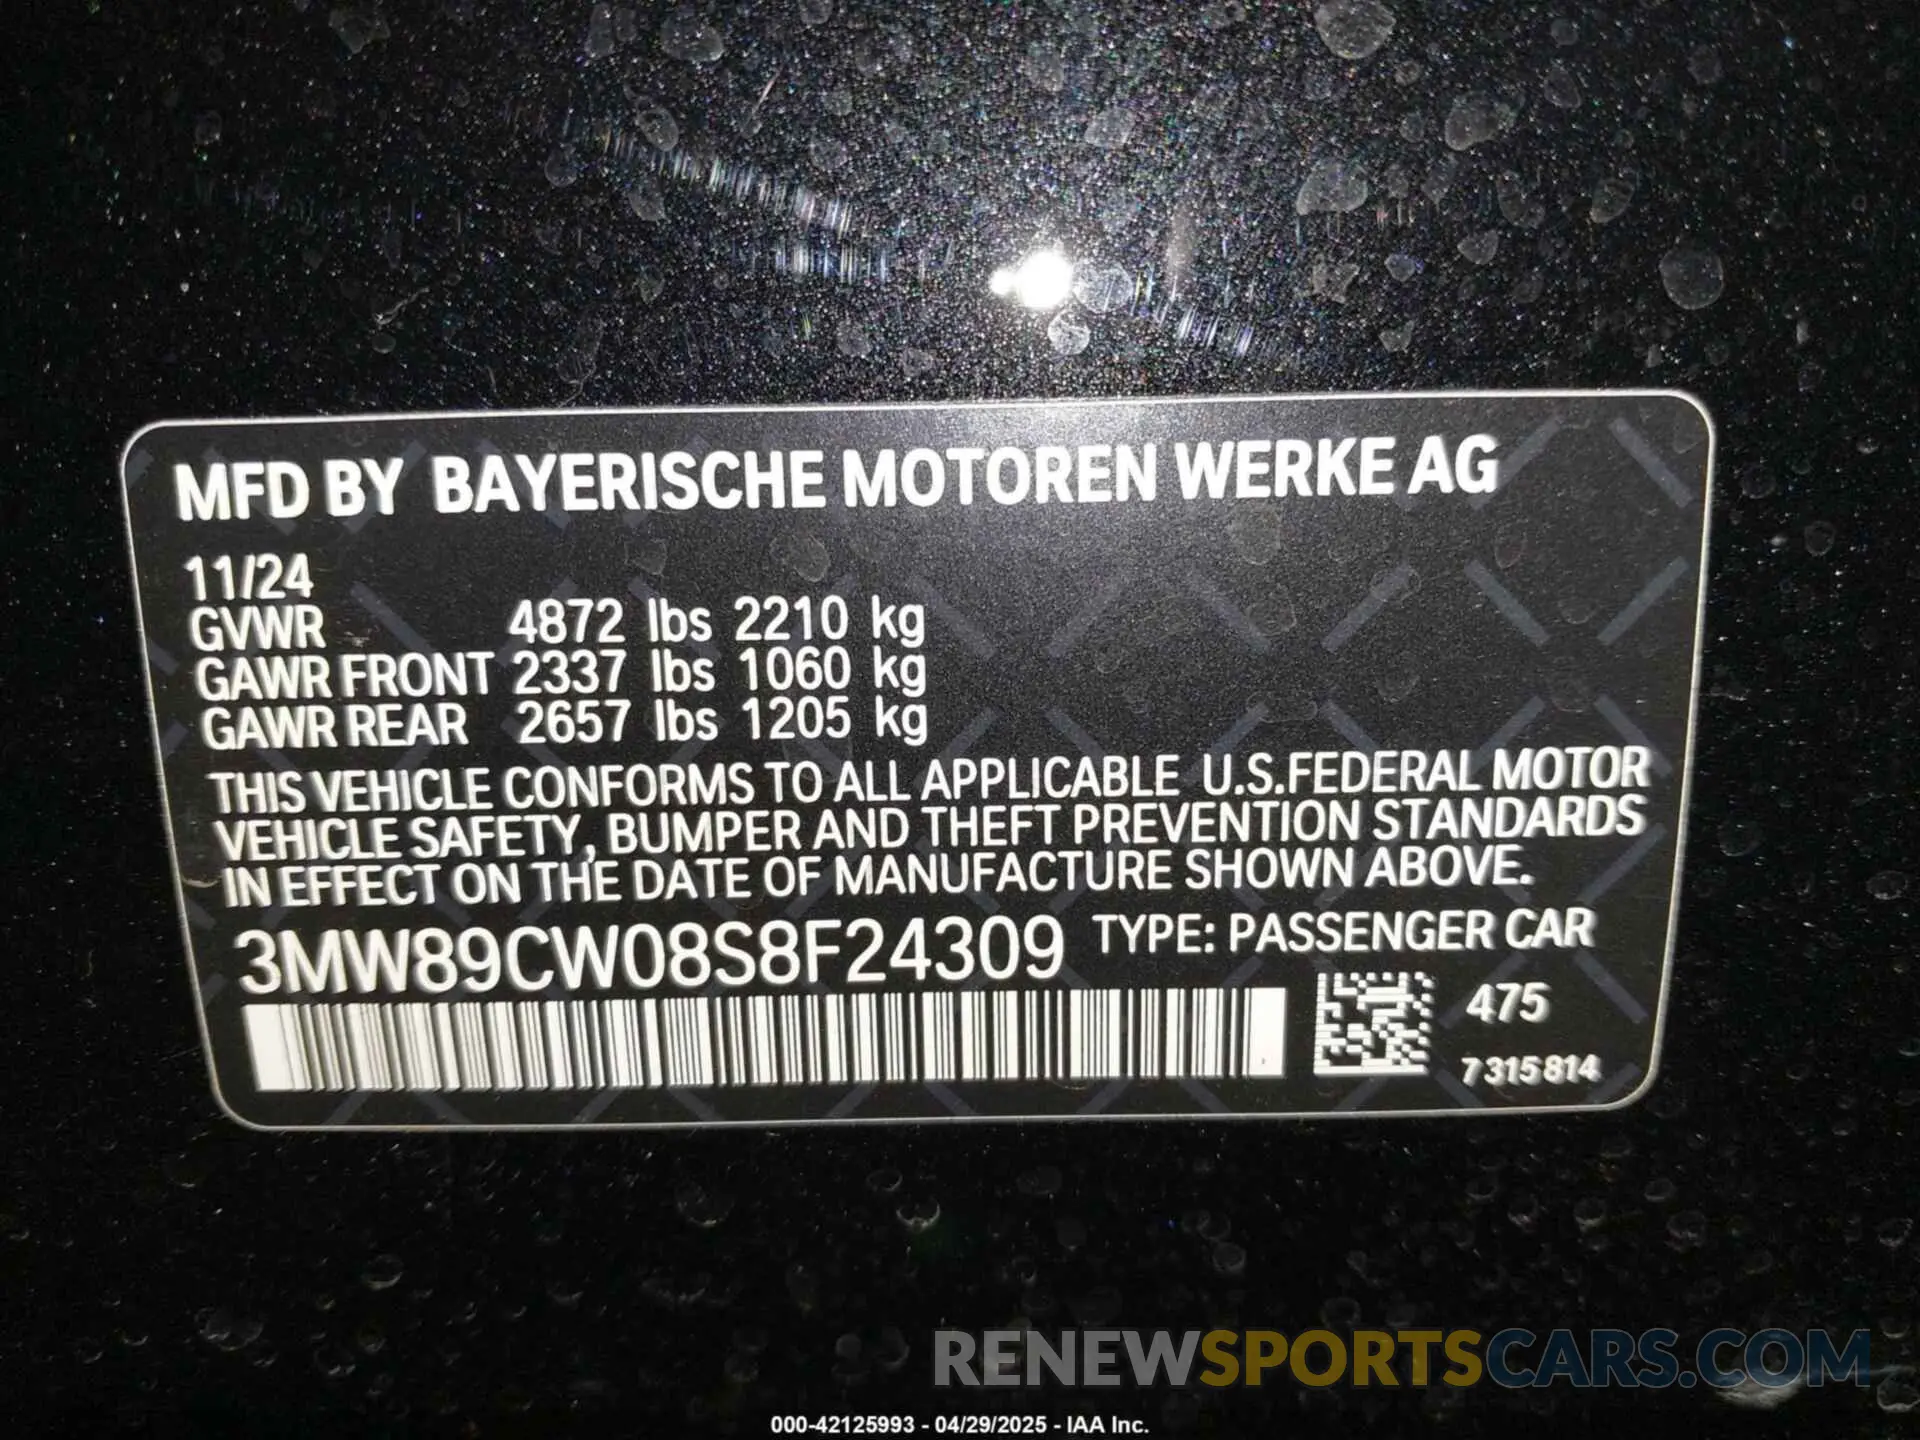 MFD BY BAYERISCHE MOTOREN WERKE AG
11/24
GVWR 4872 lbs 2210 kg
GAWR FRONT 2337 lbs 1060 kg
GAWR REAR 2657 lbs 1205 kg
THIS VEHICLE CONFORMS TO ALL APPLICABLE U.S.FEDERAL MOTOR
VEHICLE SAFETY, BUMPER AND THEFT PREVENTION STANDARDS
IN EFFECT ON THE DATE OF MANUFACTURE SHOWN ABOVE.
3MW89CW08S8F24309 TYPE: PASSENGER CAR
475
7315814
RENEWSPORTSCARS.COM
000-42125993 - 04/29/2025 - IAA Inc.